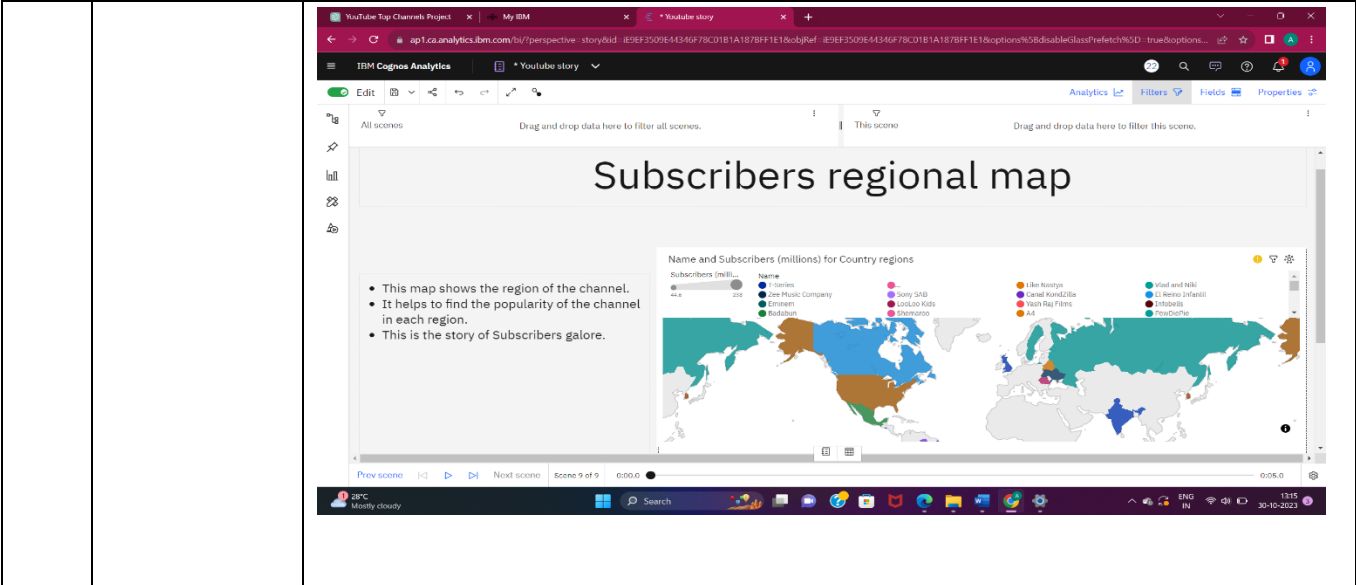 YouTube Top Channels Project
My IBM
* Youtube story
ap1.ca.analytics.ibm.com/bi/?perspective=story&id=iE9EF3509E44346F78C01B1A187BFF1E1&objRef=iE9EF3509E44346F78C01B1A187BFF1E1&options%5BdisableGlassPrefetch%5D=true&options...
IBM Cognos Analytics
* Youtube story
22
Edit
Analytics
Filters
Fields
Properties
All scenes
Drag and drop data here to filter all scenes.
This scene
Drag and drop data here to filter this scene.
Subscribers regional map
• This map shows the region of the channel.
• It helps to find the popularity of the channel
in each region.
• This is the story of Subscribers galore.
Name and Subscribers (millions) for Country regions
Subscribers (milli...
44.8 238
Name
T-Series
Zee Music Company
Eminem
Badabun
...
Sony SAB
LooLoo Kids
Shemaroo
Like Nastya
Canal KondZilla
Yash Raj Films
A4
Vlad and Niki
El Reino Infantil
Infobells
PewDiePie
Prev scene
Next scene
Scene 9 of 9
0:00.0
0:05.0
28°C
Mostly cloudy
Search
ENG
IN
13:15
30-10-2023